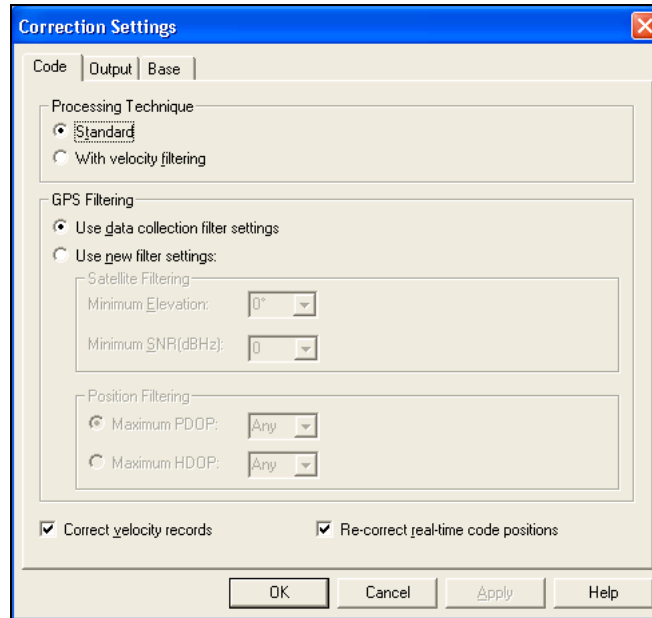 Correction Settings
Code Output Base
Processing Technique
Standard
With velocity filtering
GPS Filtering
Use data collection filter settings
Use new filter settings:
Satellite Filtering
Minimum Elevation: 0°
Minimum SNR(dBHz): 0
Position Filtering
Maximum PDOP: Any
Maximum HDOP: Any
Correct velocity records Re-correct real-time code positions
OK Cancel Apply Help